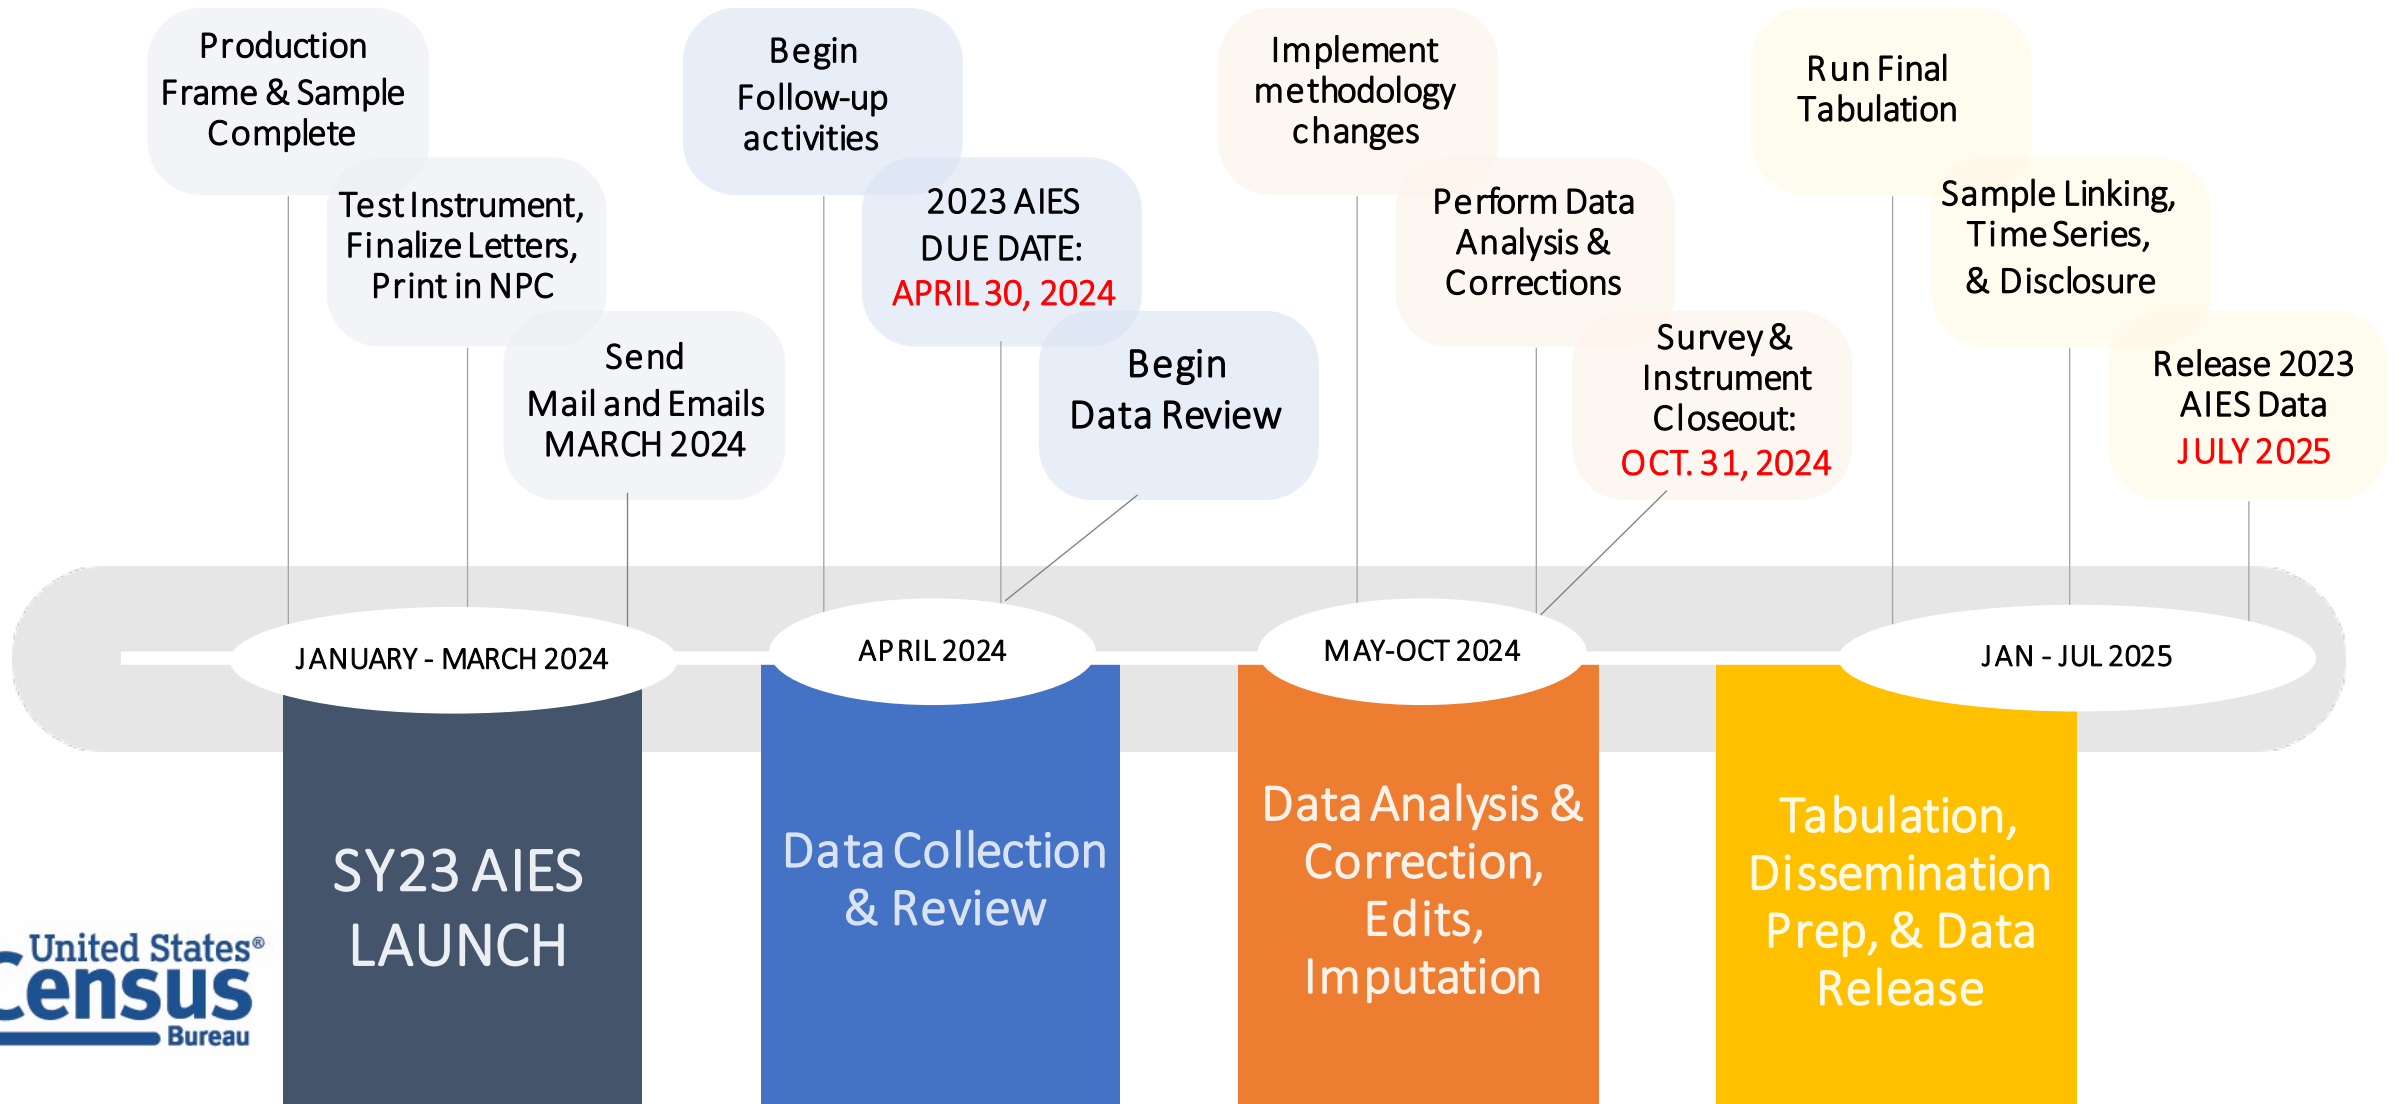 Production
Frame & Sample
Complete
Test Instrument,
Finalize Letters,
Print in NPC
Send
Mail and Emails
MARCH 2024
Begin
Follow-up
activities
2023 AIES
DUE DATE:
APRIL 30, 2024
Begin
Data Review
Implement
methodology
changes
Perform Data
Analysis &
Corrections
Survey &
Instrument
Closeout:
OCT. 31, 2024
Run Final
Tabulation
Sample Linking,
Time Series,
& Disclosure
Release 2023
AIES Data
JULY 2025
JANUARY - MARCH 2024
APRIL 2024
MAY-OCT 2024
JAN - JUL 2025
SY23 AIES
LAUNCH
Data Collection
& Review
Data Analysis &
Correction,
Edits,
Imputation
Tabulation,
Dissemination
Prep, & Data
Release
United States®
Census
Bureau